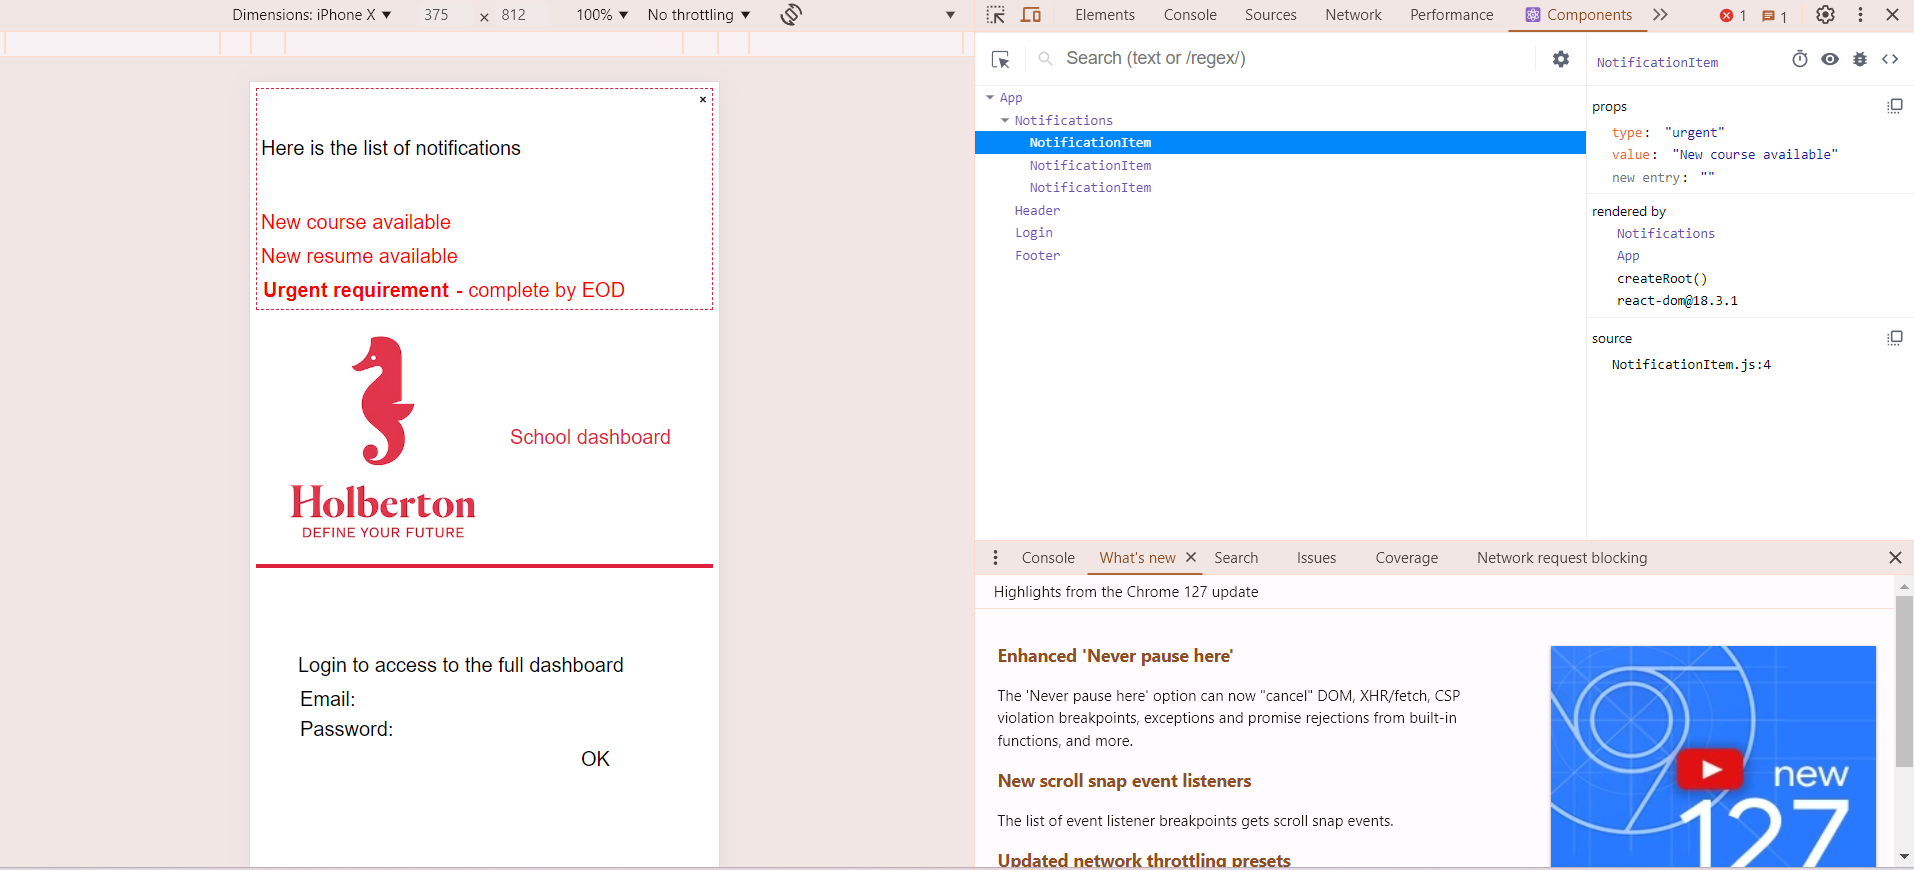 Dimensions: iPhone X ▼ 375 × 812 100% ▼ No throttling ▼
▼
×
Here is the list of notifications
New course available
New resume available
Urgent requirement - complete by EOD
School dashboard
Holberton
DEFINE YOUR FUTURE
Login to access to the full dashboard
Email:
Password:
OK
Elements Console Sources Network Performance Components 1 1
Search (text or /regex/)
App
Notifications
NotificationItem
NotificationItem
NotificationItem
Header
Login
Footer
NotificationItem
props
type: "urgent"
value: "New course available"
new entry: ""
rendered by
Notifications
App
createRoot()
react-dom@18.3.1
source
NotificationItem.js:4
Console What's new Search Issues Coverage Network request blocking
Highlights from the Chrome 127 update
Enhanced 'Never pause here'
The 'Never pause here' option can now "cancel" DOM, XHR/fetch, CSP
violation breakpoints, exceptions and promise rejections from built-in
functions, and more.
New scroll snap event listeners
The list of event listener breakpoints gets scroll snap events.
Updated network throttling presets
new
127